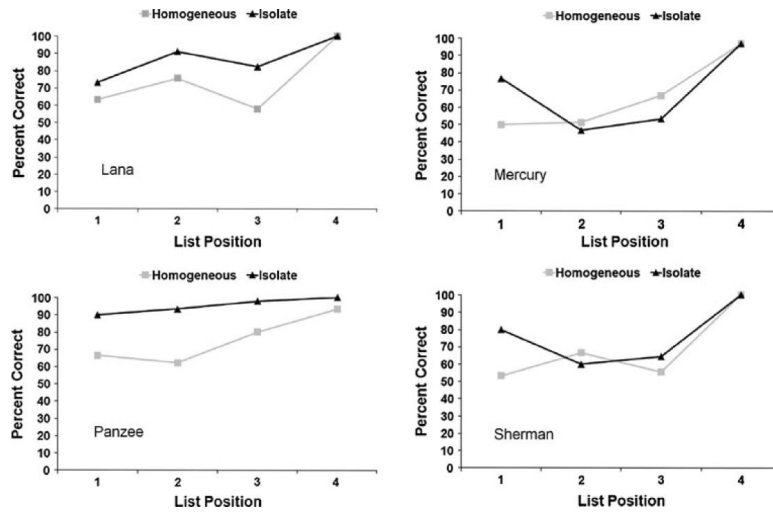 Homogeneous Isolate
Percent Correct
100
90
80
70
60
50
40
30
20
10
0
Lana
1 2 3 4
List Position
Homogeneous Isolate
Percent Correct
100
90
80
70
60
50
40
30
20
10
0
Mercury
1 2 3 4
List Position
Homogeneous Isolate
Percent Correct
100
90
80
70
60
50
40
30
20
10
0
Panzee
1 2 3 4
List Position
Homogeneous Isolate
Percent Correct
100
90
80
70
60
50
40
30
20
10
0
Sherman
1 2 3 4
List Position